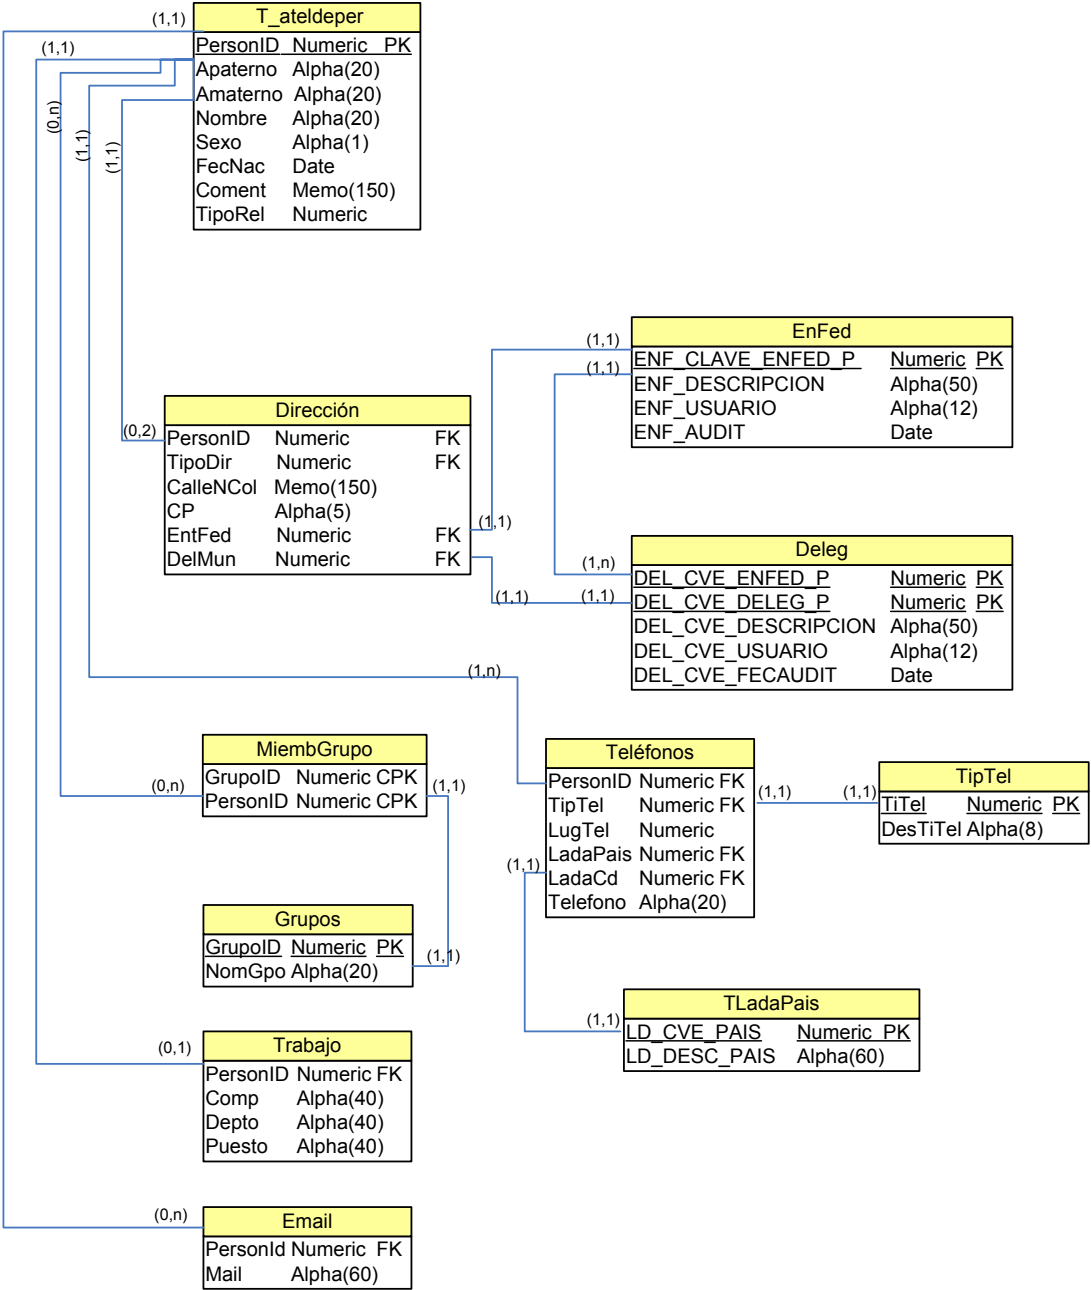 T_ateldeper
PersonID Numeric PK
Apaterno Alpha(20)
Amaterno Alpha(20)
Nombre Alpha(20)
Sexo Alpha(1)
FecNac Date
Coment Memo(150)
TipoRel Numeric
(1,1)
(1,1)
(0,n)
(1,1)
(1,1)
EnFed
ENF_CLAVE_ENFED_P Numeric PK
ENF_DESCRIPCION Alpha(50)
ENF_USUARIO Alpha(12)
ENF_AUDIT Date
(1,1)
(1,1)
Dirección
PersonID Numeric FK
TipoDir Numeric FK
CalleNCol Memo(150)
CP Alpha(5)
EntFed Numeric FK
DelMun Numeric FK
(0,2)
(1,1)
(1,1)
Deleg
DEL_CVE_ENFED_P Numeric PK
DEL_CVE_DELEG_P Numeric PK
DEL_CVE_DESCRIPCION Alpha(50)
DEL_CVE_USUARIO Alpha(12)
DEL_CVE_FECAUDIT Date
(1,n)
(1,1)
(1,n)
MiembGrupo
GrupoID Numeric CPK
PersonID Numeric CPK
(0,n)
(1,1)
Teléfonos
PersonID Numeric FK
TipTel Numeric FK
LugTel Numeric
LadaPais Numeric FK
LadaCd Numeric FK
Telefono Alpha(20)
(1,1)
(1,1)
(1,1)
TipTel
TiTel Numeric PK
DesTiTel Alpha(8)
Grupos
GrupoID Numeric PK
NomGpo Alpha(20)
(1,1)
TLadaPais
LD_CVE_PAIS Numeric PK
LD_DESC_PAIS Alpha(60)
(1,1)
Trabajo
PersonID Numeric FK
Comp Alpha(40)
Depto Alpha(40)
Puesto Alpha(40)
(0,1)
Email
PersonId Numeric FK
Mail Alpha(60)
(0,n)